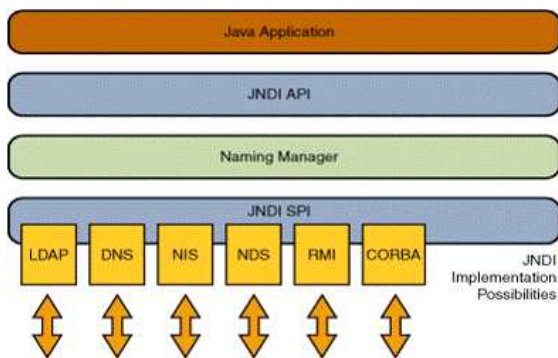 Java Application
JNDI API
Naming Manager
JNDI SPI
LDAP
DNS
NIS
NDS
RMI
CORBA
JNDI
Implementation
Possibilities